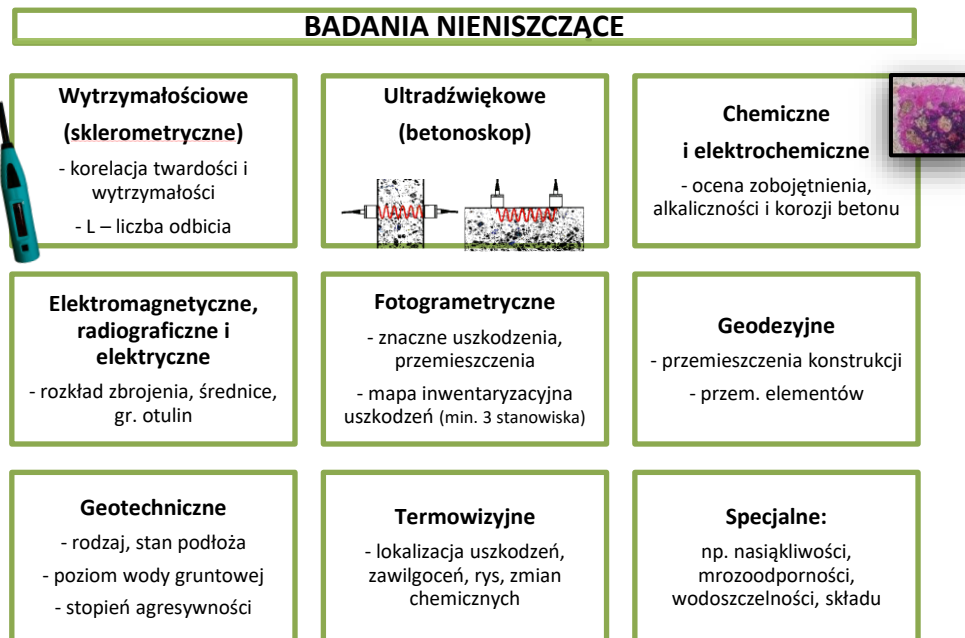 BADANIA NIENISZCZĄCE
Wytrzymałościowe
(sklerometryczne)
- korelacja twardości i
wytrzymałości
- L – liczba odbicia
Ultradźwiękowe
(betonoskop)
Chemiczne
i elektrochemiczne
- ocena zobojętnienia,
alkaliczności i korozji betonu
Elektromagnetyczne,
radiograficzne i
elektryczne
- rozkład zbrojenia, średnice,
gr. otulin
Fotogrametryczne
- znaczne uszkodzenia,
przemieszczenia
- mapa inwentaryzacyjna
uszkodzeń (min. 3 stanowiska)
Geodezyjne
- przemieszczenia konstrukcji
- przem. elementów
Geotechniczne
- rodzaj, stan podłoża
- poziom wody gruntowej
- stopień agresywności
Termowizyjne
- lokalizacja uszkodzeń,
zawilgoceń, rys, zmian
chemicznych
Specjalne:
np. nasiąkliwości,
mrozoodporności,
wodoszczelności, składu